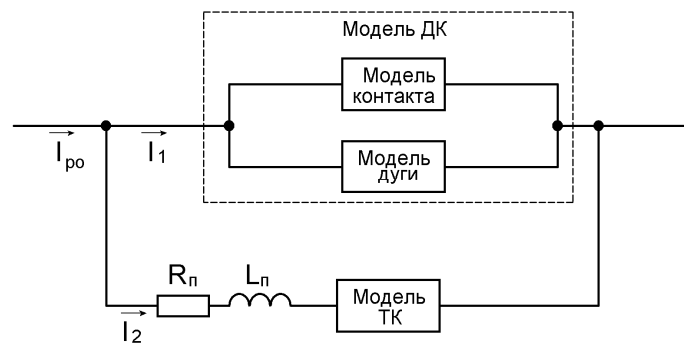 Модель ДК
Модель
контакта
Iро
I1
Модель
дуги
Rп
Lп
Модель
ТК
I2